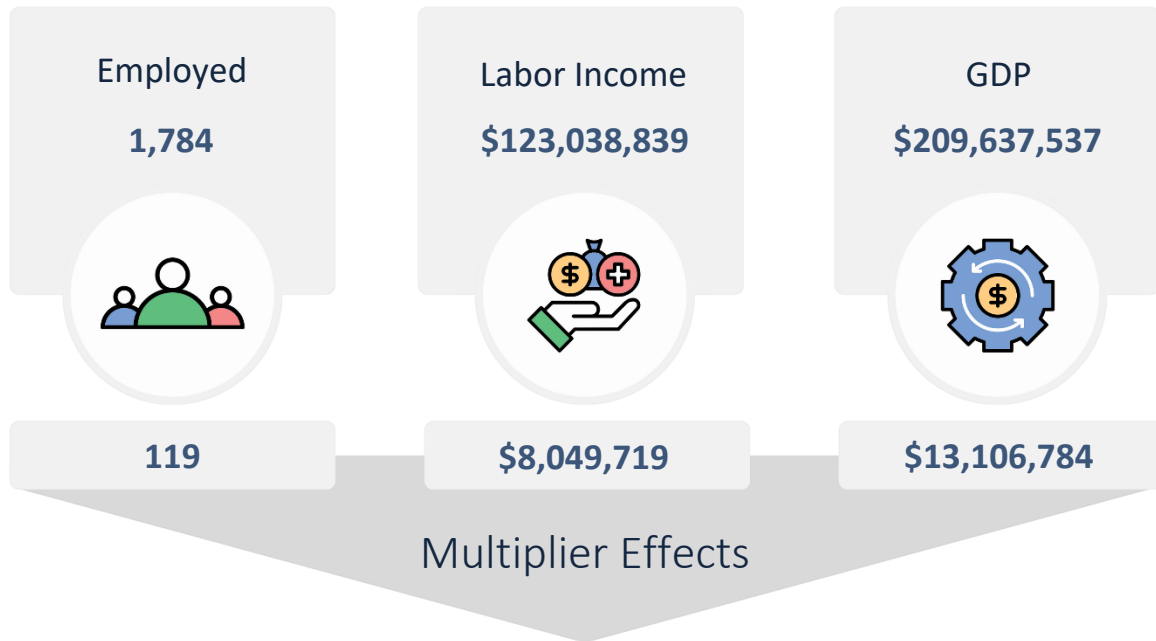 Employed
1,784
Labor Income
$123,038,839
GDP
$209,637,537
$
$
119
$8,049,719
$13,106,784
Multiplier Effects